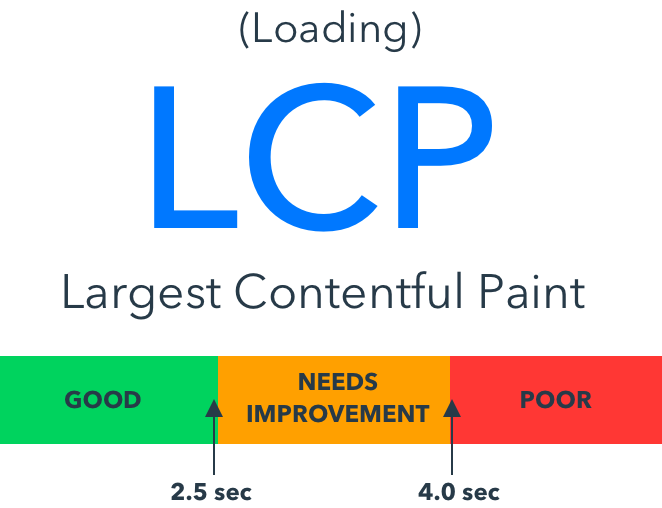 (Loading)
LCP
Largest Contentful Paint
GOOD
NEEDS
IMPROVEMENT
POOR
2.5 sec
4.0 sec